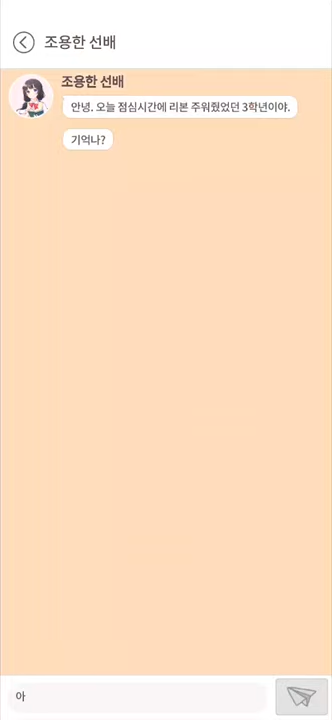 조용한 선배
조용한 선배
안녕. 오늘 점심시간에 리본 주워줬었던 3학년이야.
기억나?
아